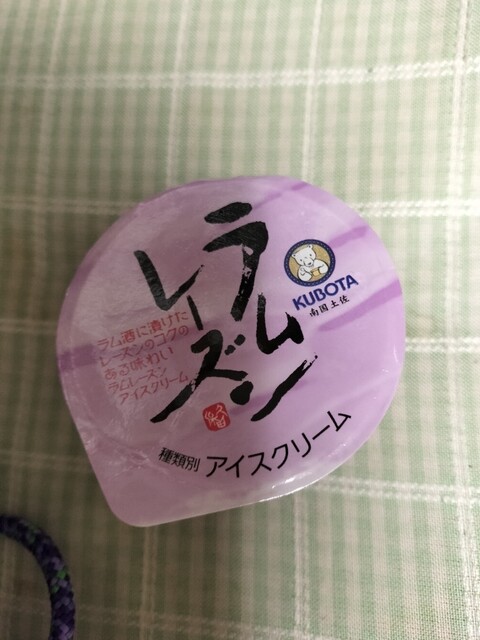 ラム
レーズン
KUBOTA
南国土佐
ラム酒に漬けた
レーズンのコクの
ある味わい
ラムレーズン
アイスクリーム
種類別 アイスクリーム